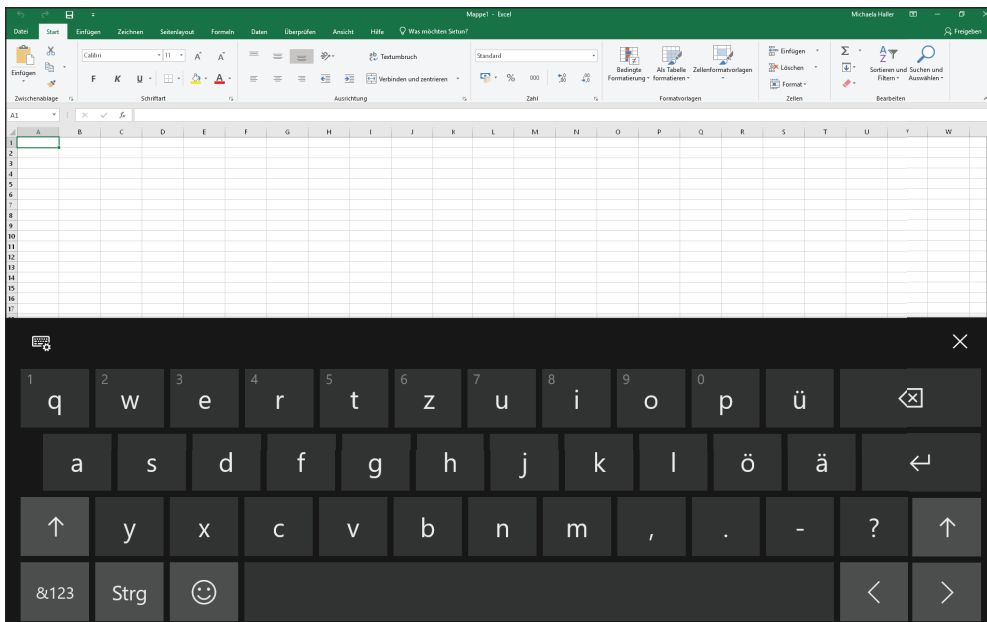 Mappe1 - Excel
Michaela Haller
Datei Start Einfügen Zeichnen Seitenlayout Formeln Daten Überprüfen Ansicht Hilfe Was möchten Sie tun? Freigeben
Einfügen
Calibri 11 A A
Textumbruch
Standard
Bedingte Formatierung
Als Tabelle formatieren
Zellenformatvorlagen
Einfügen
Löschen
Format
Sortieren und Filtern
Suchen und Auswählen
F K U A
Verbinden und zentrieren
% 000
Zwischenablage Schriftart Ausrichtung Zahl Formatvorlagen Zellen Bearbeiten
A1 fx
A B C D E F G H I J K L M N O P Q R S T U V W
1
2
3
4
5
6
7
8
9
10
11
12
13
14
15
16
17
1 2 3 4 5 6 7 8 9 0
q w e r t z u i o p ü
a s d f g h j k l ö ä
y x c v b n m , . - ?
&123 Strg